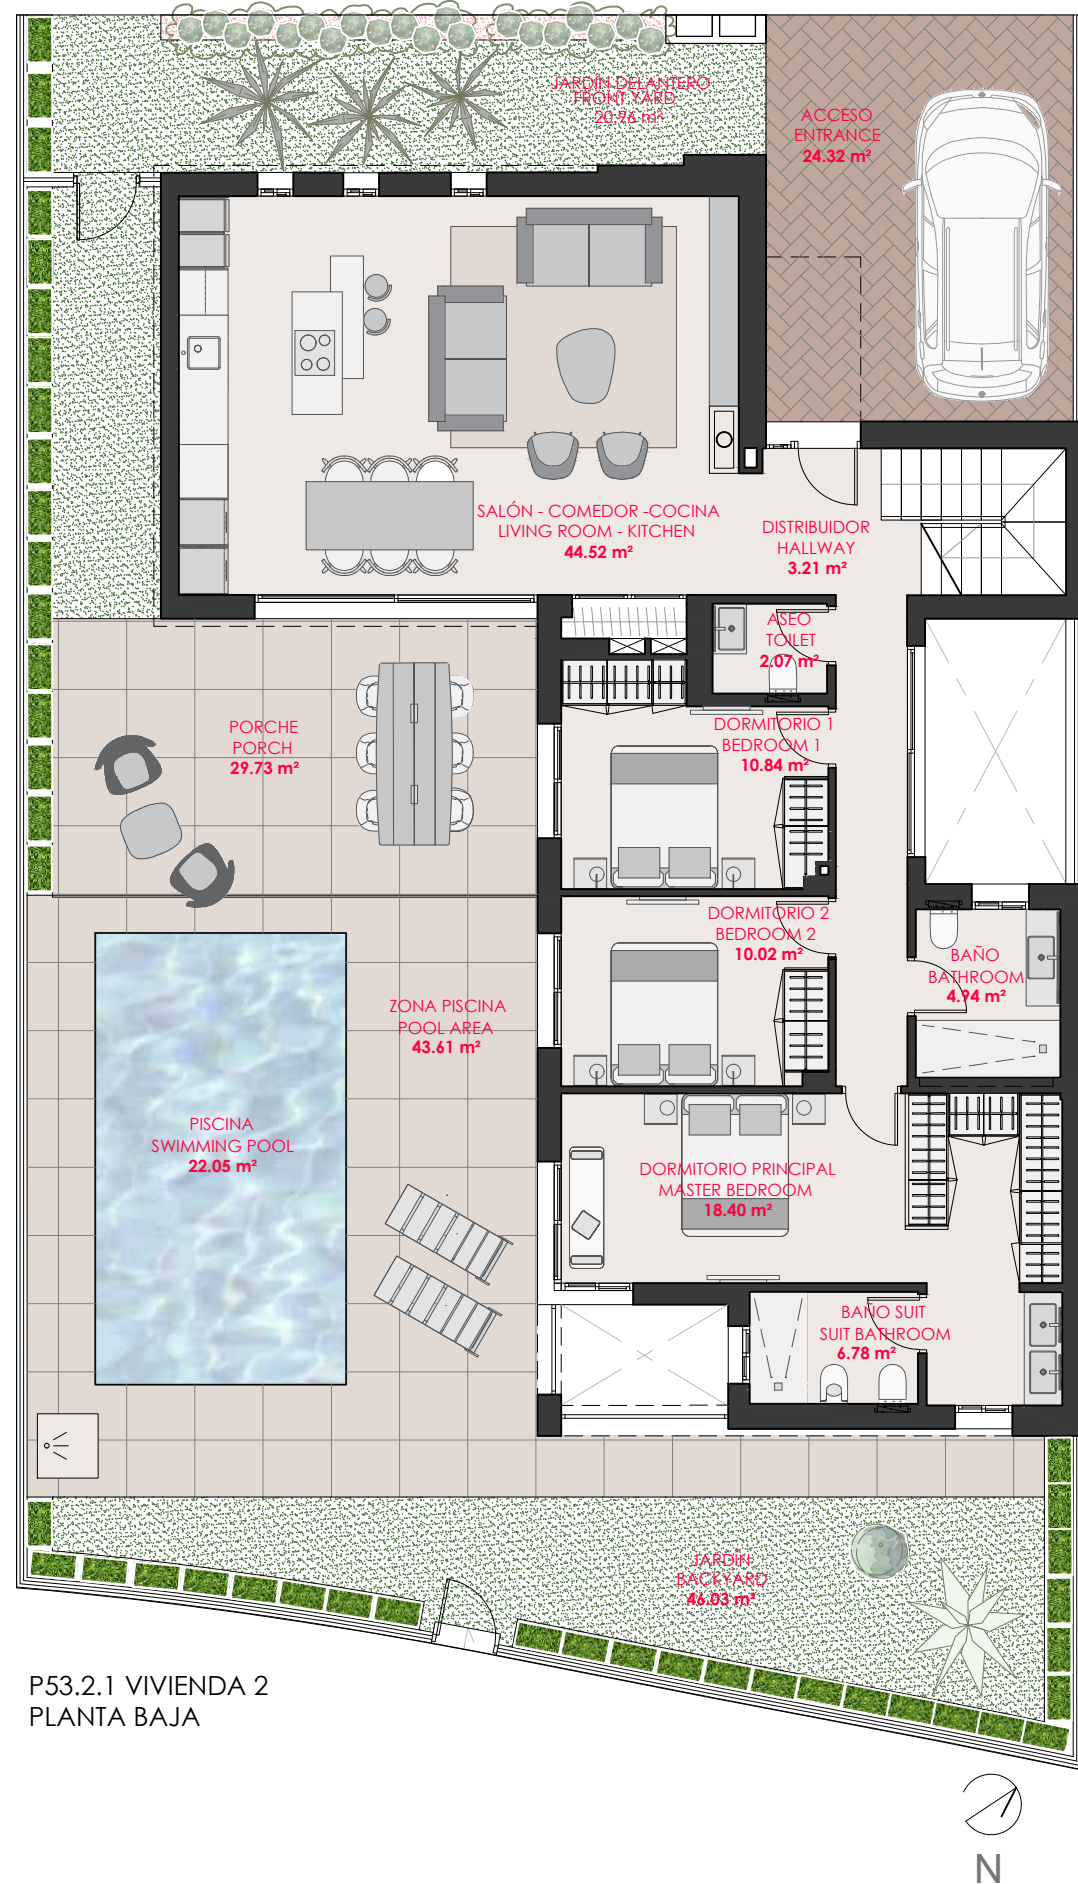 JARDÍN DELANTERO
FRONT YARD
20.96 m²
ACCESO
ENTRANCE
24.32 m²
SALÓN - COMEDOR -COCINA
LIVING ROOM - KITCHEN
44.52 m²
DISTRIBUIDOR
HALLWAY
3.21 m²
ASEO
TOILET
2.07 m²
PORCHE
PORCH
29.73 m²
DORMITORIO 1
BEDROOM 1
10.84 m²
DORMITORIO 2
BEDROOM 2
10.02 m²
BAÑO
BATHROOM
4.94 m²
ZONA PISCINA
POOL AREA
43.61 m²
PISCINA
SWIMMING POOL
22.05 m²
DORMITORIO PRINCIPAL
MASTER BEDROOM
18.40 m²
BAÑO SUIT
SUIT BATHROOM
6.78 m²
JARDÍN
BACKYARD
46.03 m²
P53.2.1 VIVIENDA 2
PLANTA BAJA
N